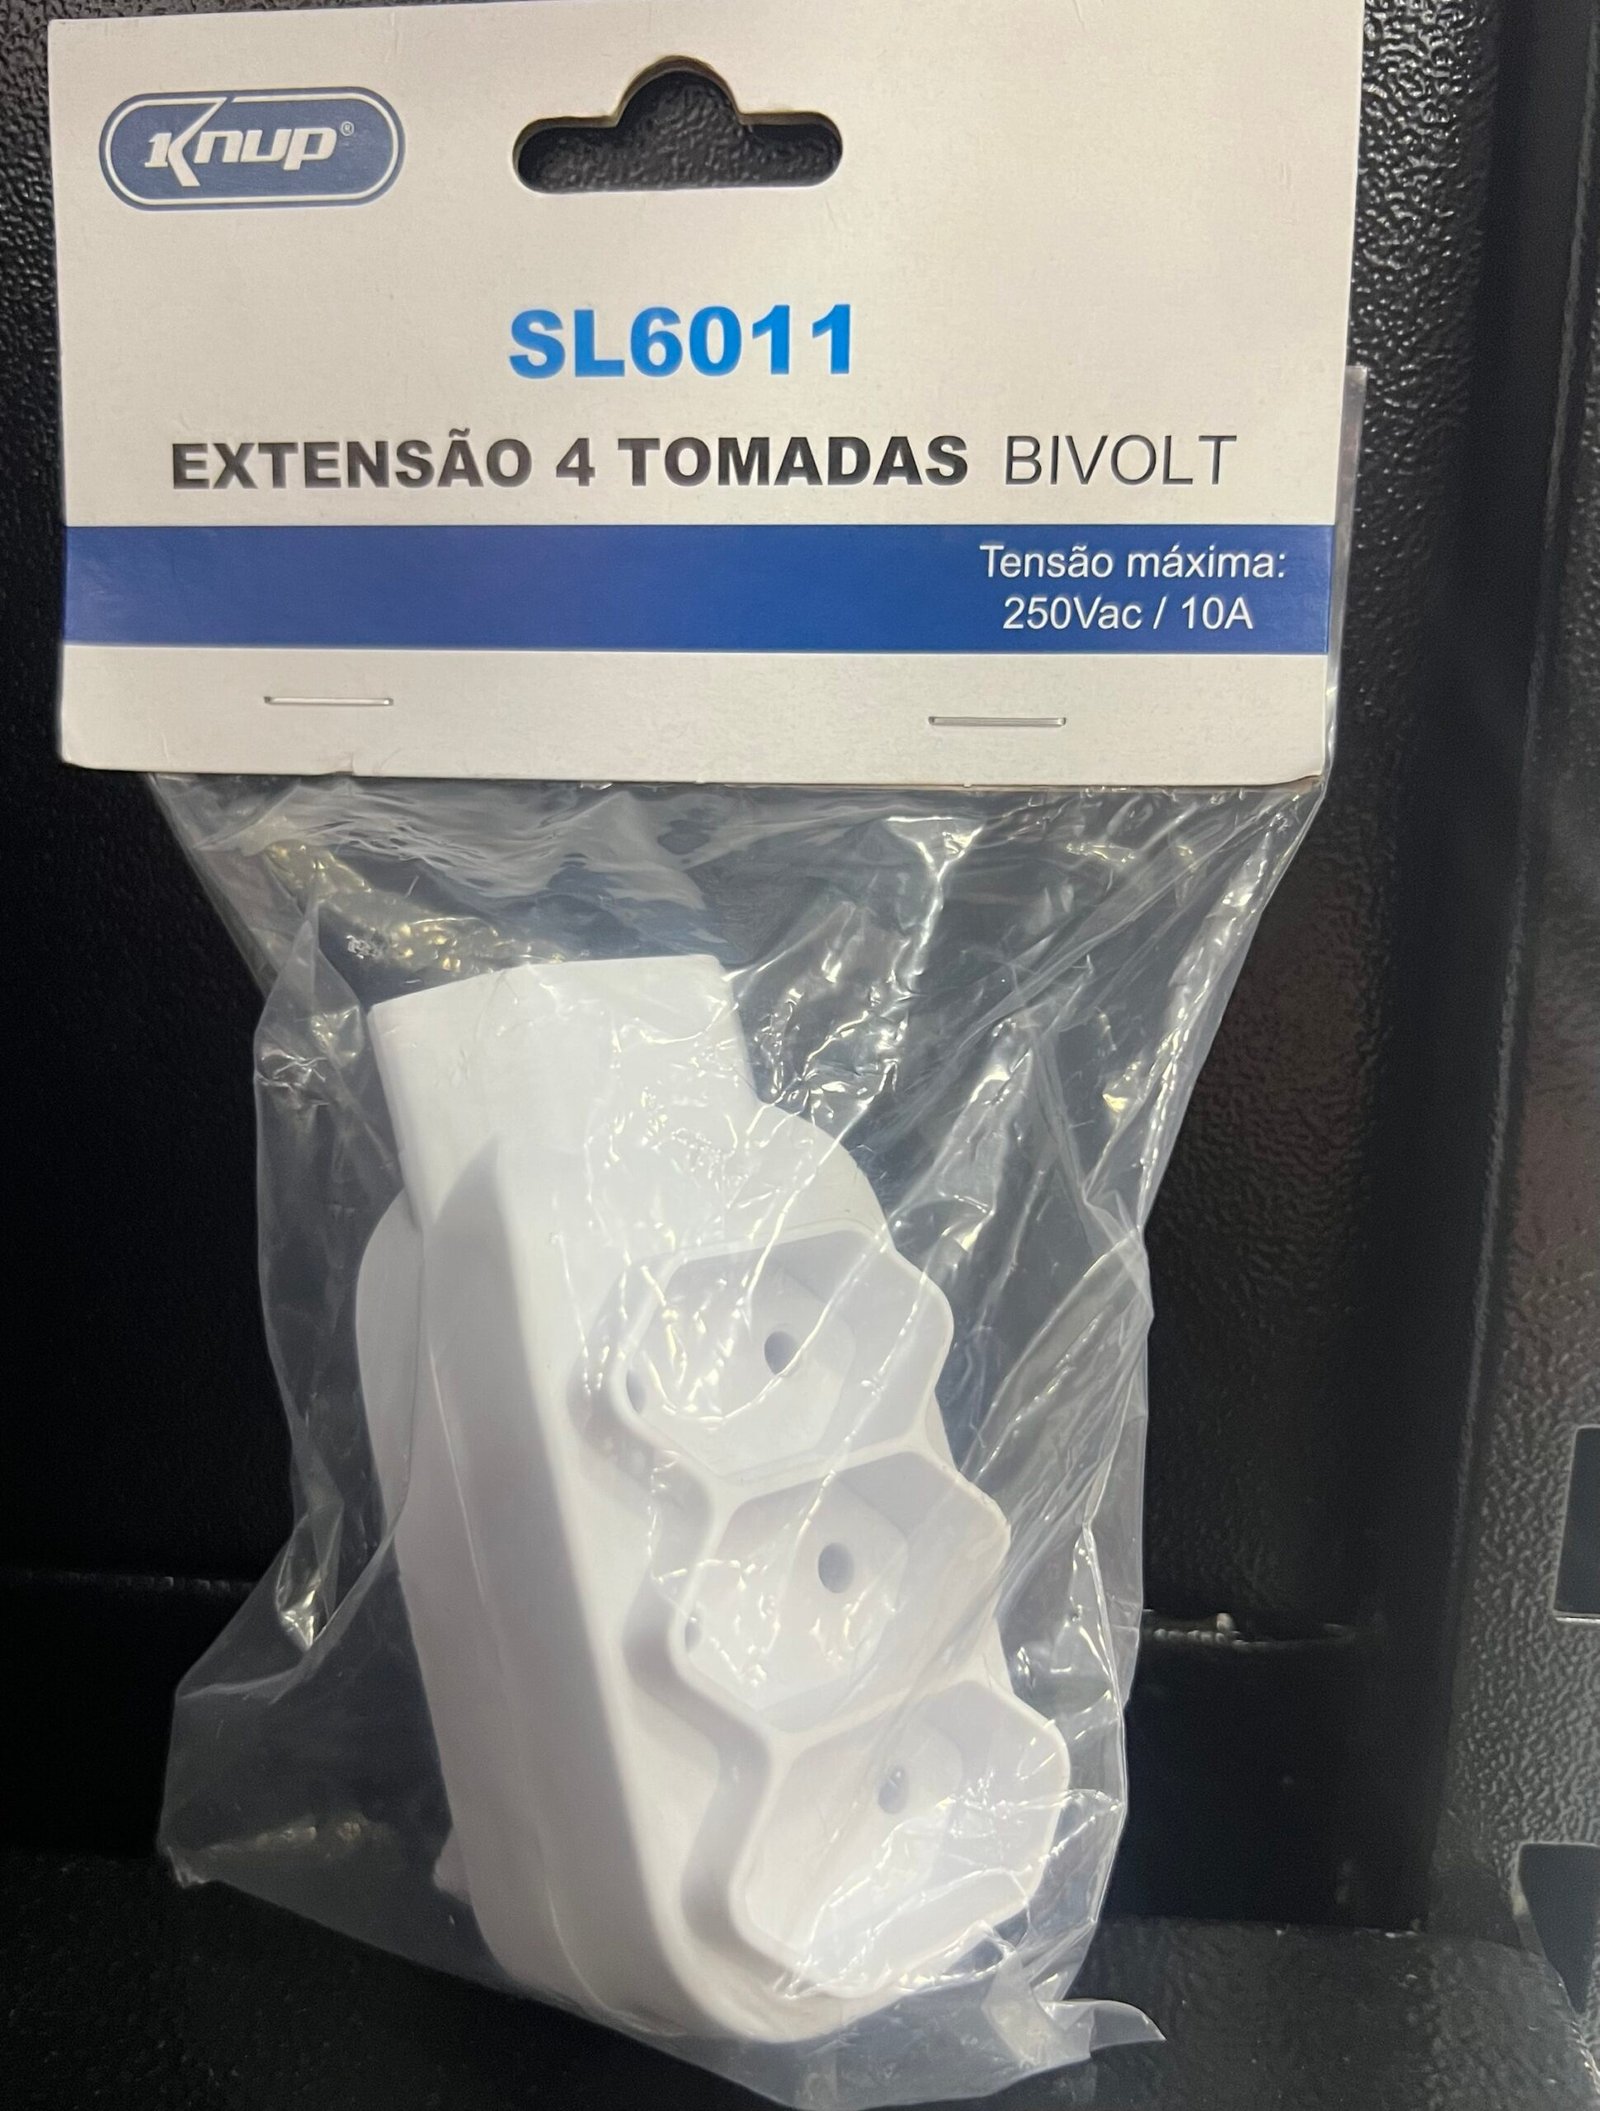 Knup®
SL6011
EXTENSÃO 4 TOMADAS BIVOLT
Tensão máxima:
250Vac / 10A